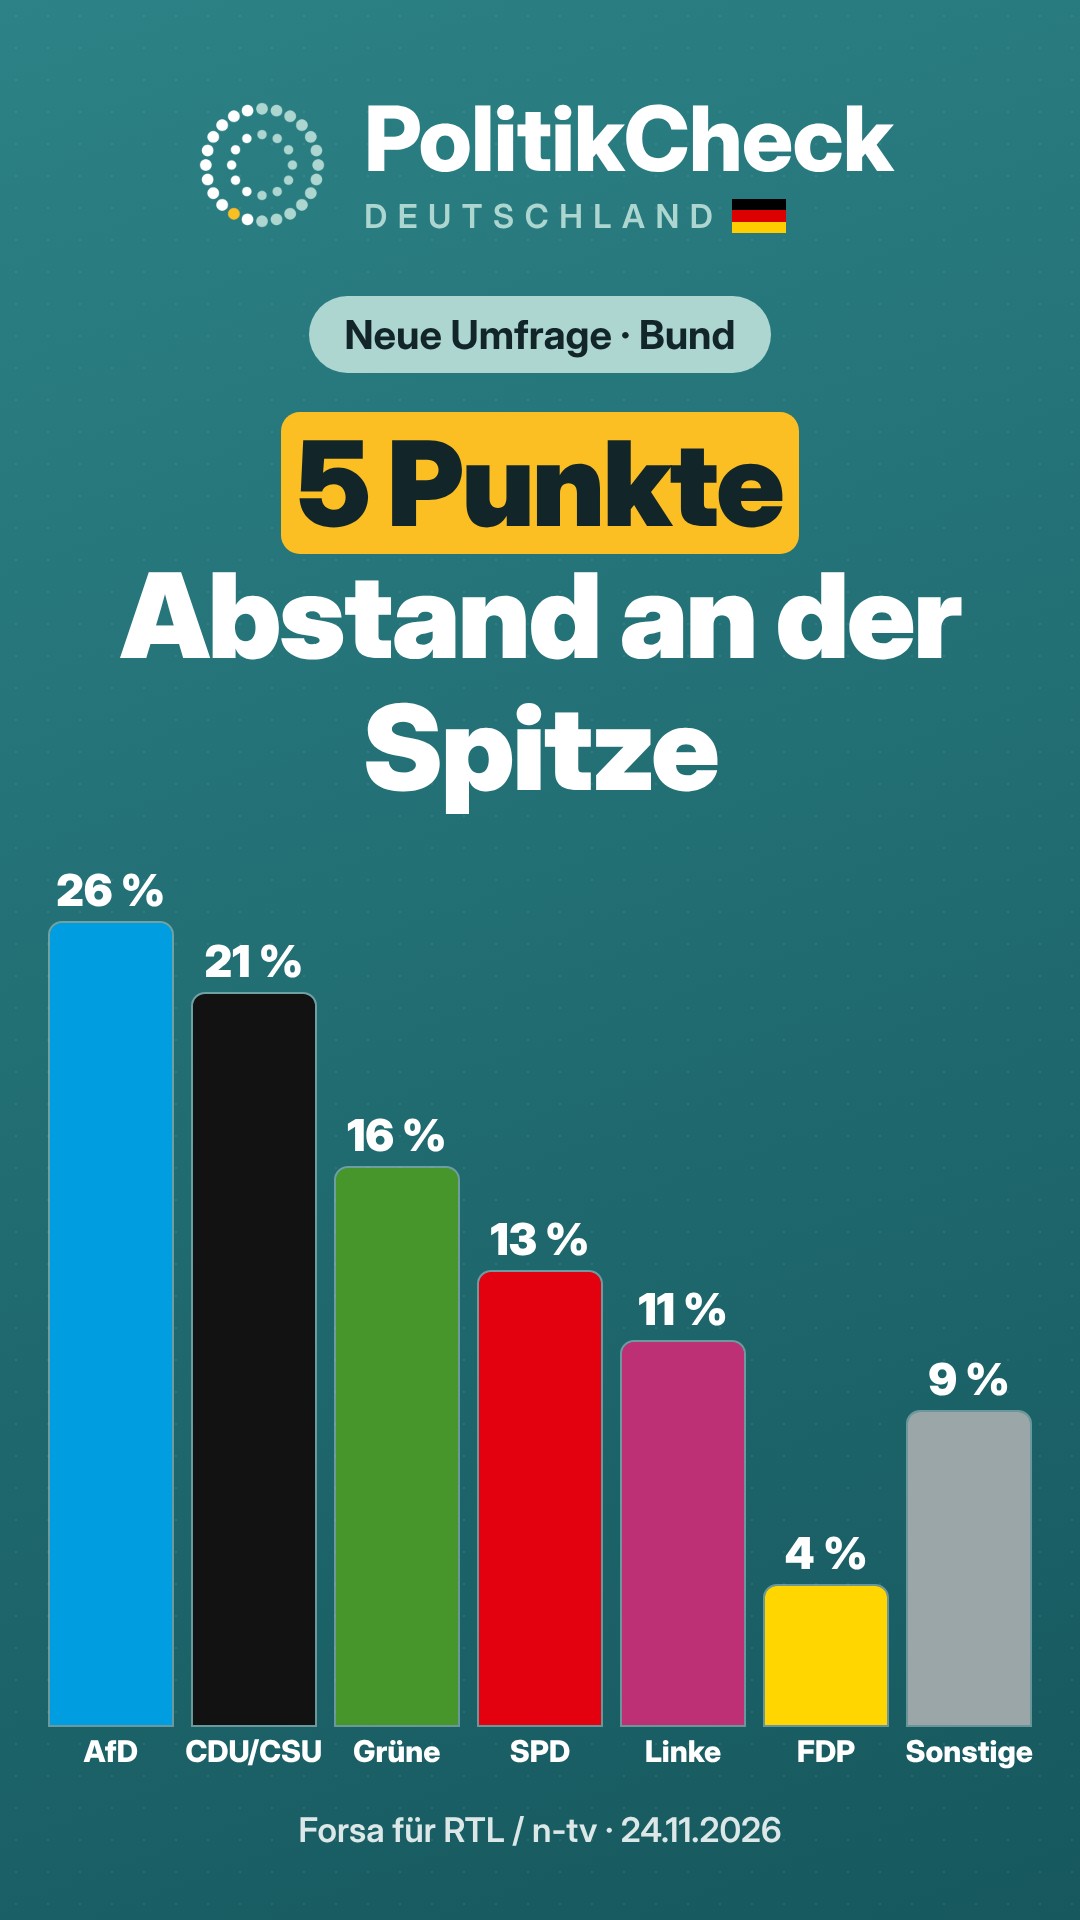 PolitikCheck
DEUTSCHLAND
Neue Umfrage · Bund
5 Punkte
Abstand an der
Spitze
26 %
21 %
16 %
13 %
11 %
4 %
9 %
AfD CDU/CSU Grüne SPD Linke FDP Sonstige
Forsa für RTL / n-tv · 24.11.2026